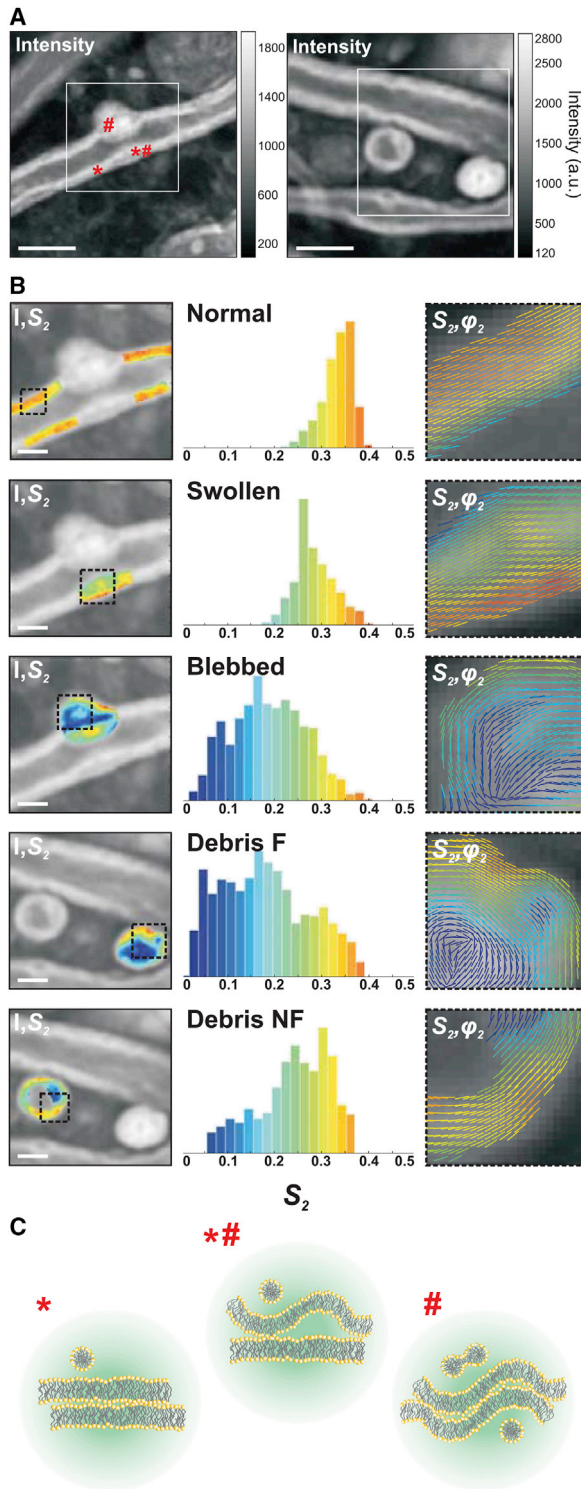 A
Intensity
#
*#
*
1800
1400
1000
600
200
Intensity
2800
2500
2000
1500
1000
500
120
Intensity (a.u.)
B
I,S₂
Normal
0 0.1 0.2 0.3 0.4 0.5
S₂,φ₂
I,S₂
Swollen
0 0.1 0.2 0.3 0.4 0.5
S₂,φ₂
I,S₂
Blebbed
0 0.1 0.2 0.3 0.4 0.5
S₂,φ₂
I,S₂
Debris F
0 0.1 0.2 0.3 0.4 0.5
S₂,φ₂
I,S₂
Debris NF
0 0.1 0.2 0.3 0.4 0.5
S₂,φ₂
S₂
C
*
*#
#